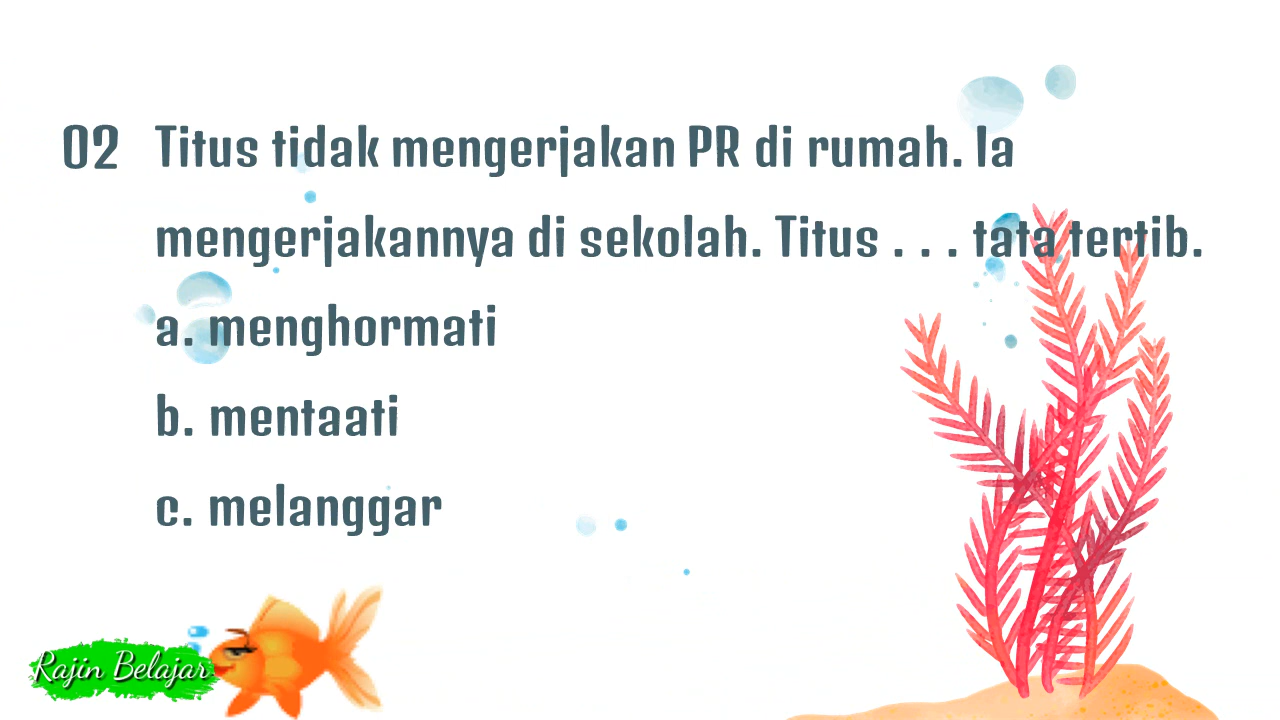 02 Titus tidak mengerjakan PR di rumah. Ia
mengerjakannya di sekolah. Titus . . . tata tertib.
a. menghormati
b. mentaati
c. melanggar
Rajin Belajar